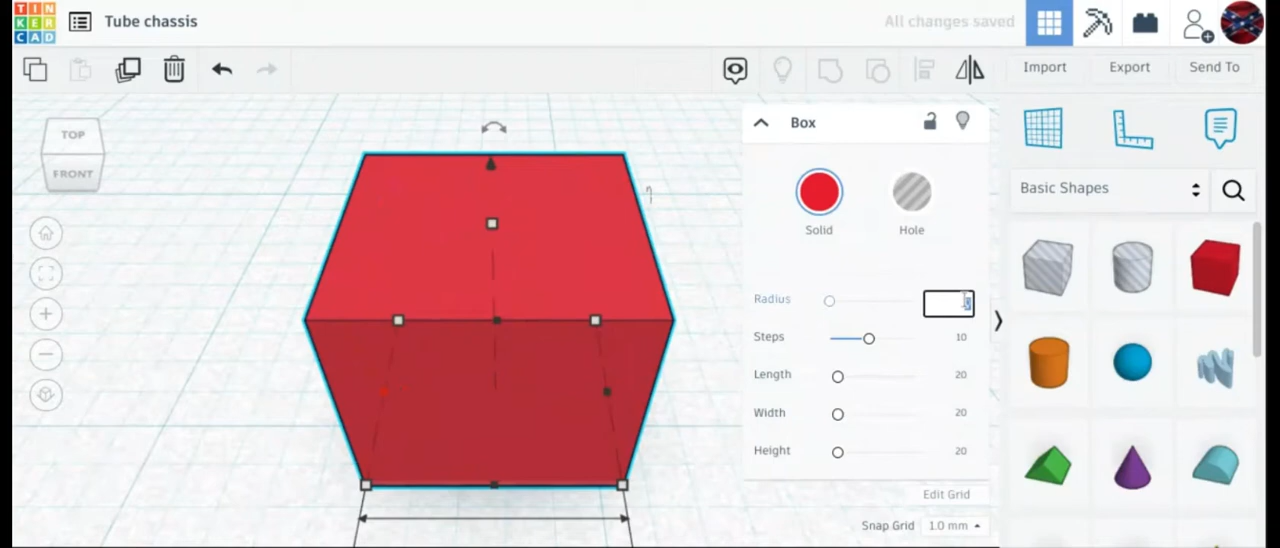 TIN
KER
CAD
Tube chassis
All changes saved
Import
Export
Send To
TOP
FRONT
Box
Solid
Hole
Radius
Steps
10
Length
20
Width
20
Height
20
Edit Grid
Snap Grid 1.0 mm
Basic Shapes